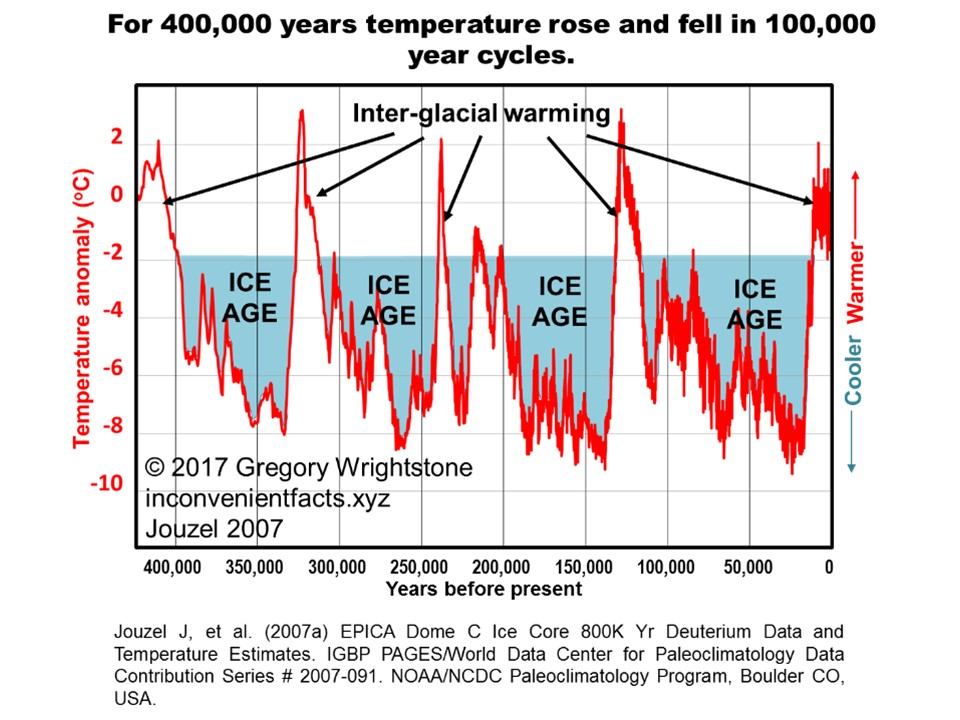 For 400,000 years temperature rose and fell in 100,000
year cycles.
Inter-glacial warming
2
0
-2
-4
-6
-8
-10
Temperature anomaly (°C)
ICE
AGE
ICE
AGE
ICE
AGE
ICE
AGE
Cooler
Warmer
© 2017 Gregory Wrightstone
inconvenientfacts.xyz
Jouzel 2007
400,000 350,000 300,000 250,000 200,000 150,000 100,000 50,000 0
Years before present
Jouzel J, et al. (2007a) EPICA Dome C Ice Core 800K Yr Deuterium Data and
Temperature Estimates. IGBP PAGES/World Data Center for Paleoclimatology Data
Contribution Series # 2007-091. NOAA/NCDC Paleoclimatology Program, Boulder CO,
USA.